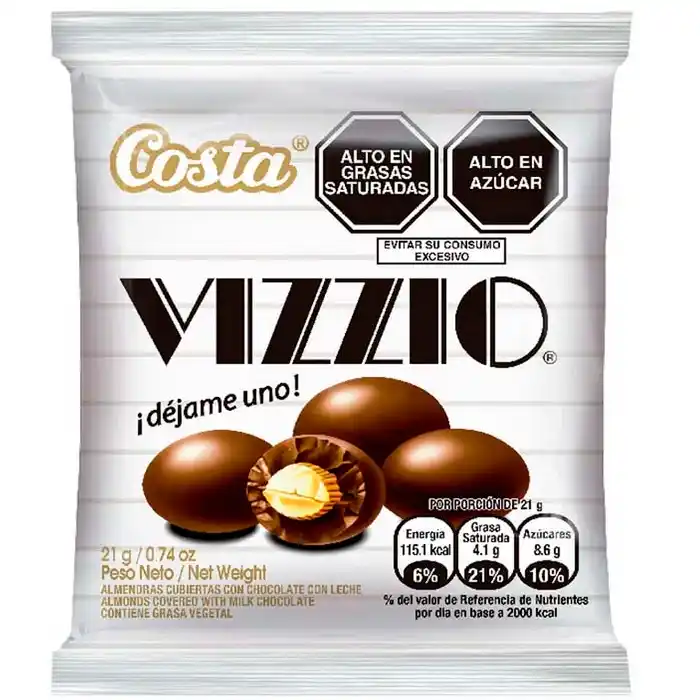 Costa®
ALTO EN
GRASAS
SATURADAS
ALTO EN
AZÚCAR
EVITAR SU CONSUMO
EXCESIVO
VIZZIO®
¡déjame uno!
POR PORCIÓN DE 21 g
Energía
115.1 kcal
6%
Grasa
Saturada
4.1 g
21%
Azúcares
8.6 g
10%
% del valor de Referencia de Nutrientes
por día en base a 2000 kcal
21 g / 0.74 oz
Peso Neto / Net Weight
ALMENDRAS CUBIERTAS CON CHOCOLATE CON LECHE
ALMONDS COVERED WITH MILK CHOCOLATE
CONTIENE GRASA VEGETAL